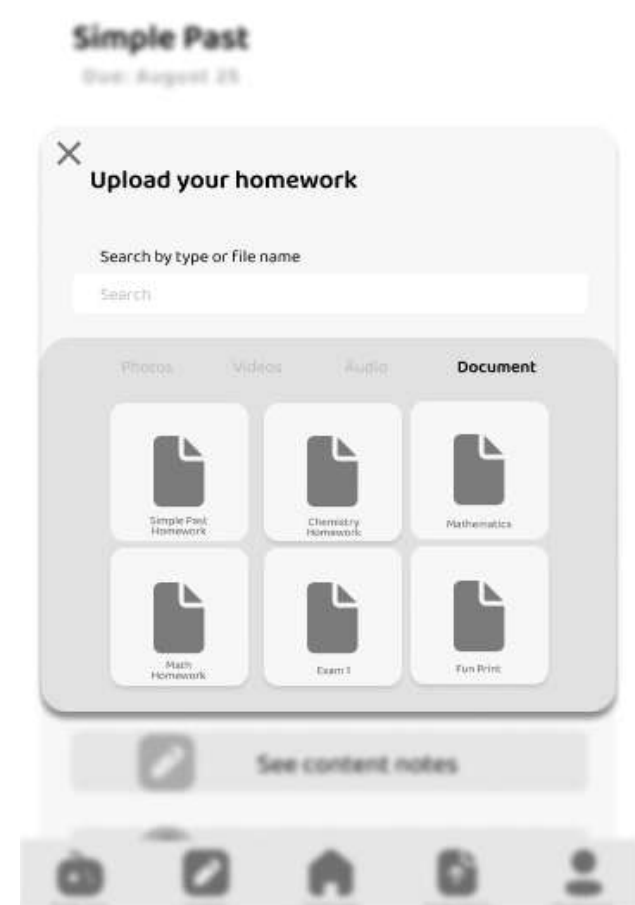 Simple Past
Due: August 25
Upload your homework
Search by type or file name
Search
Photos Videos Audio Document
Simple Past
Homework
Chemistry
Homework
Mathematics
Math
Homework
Exam 1
Fun Print
See content notes